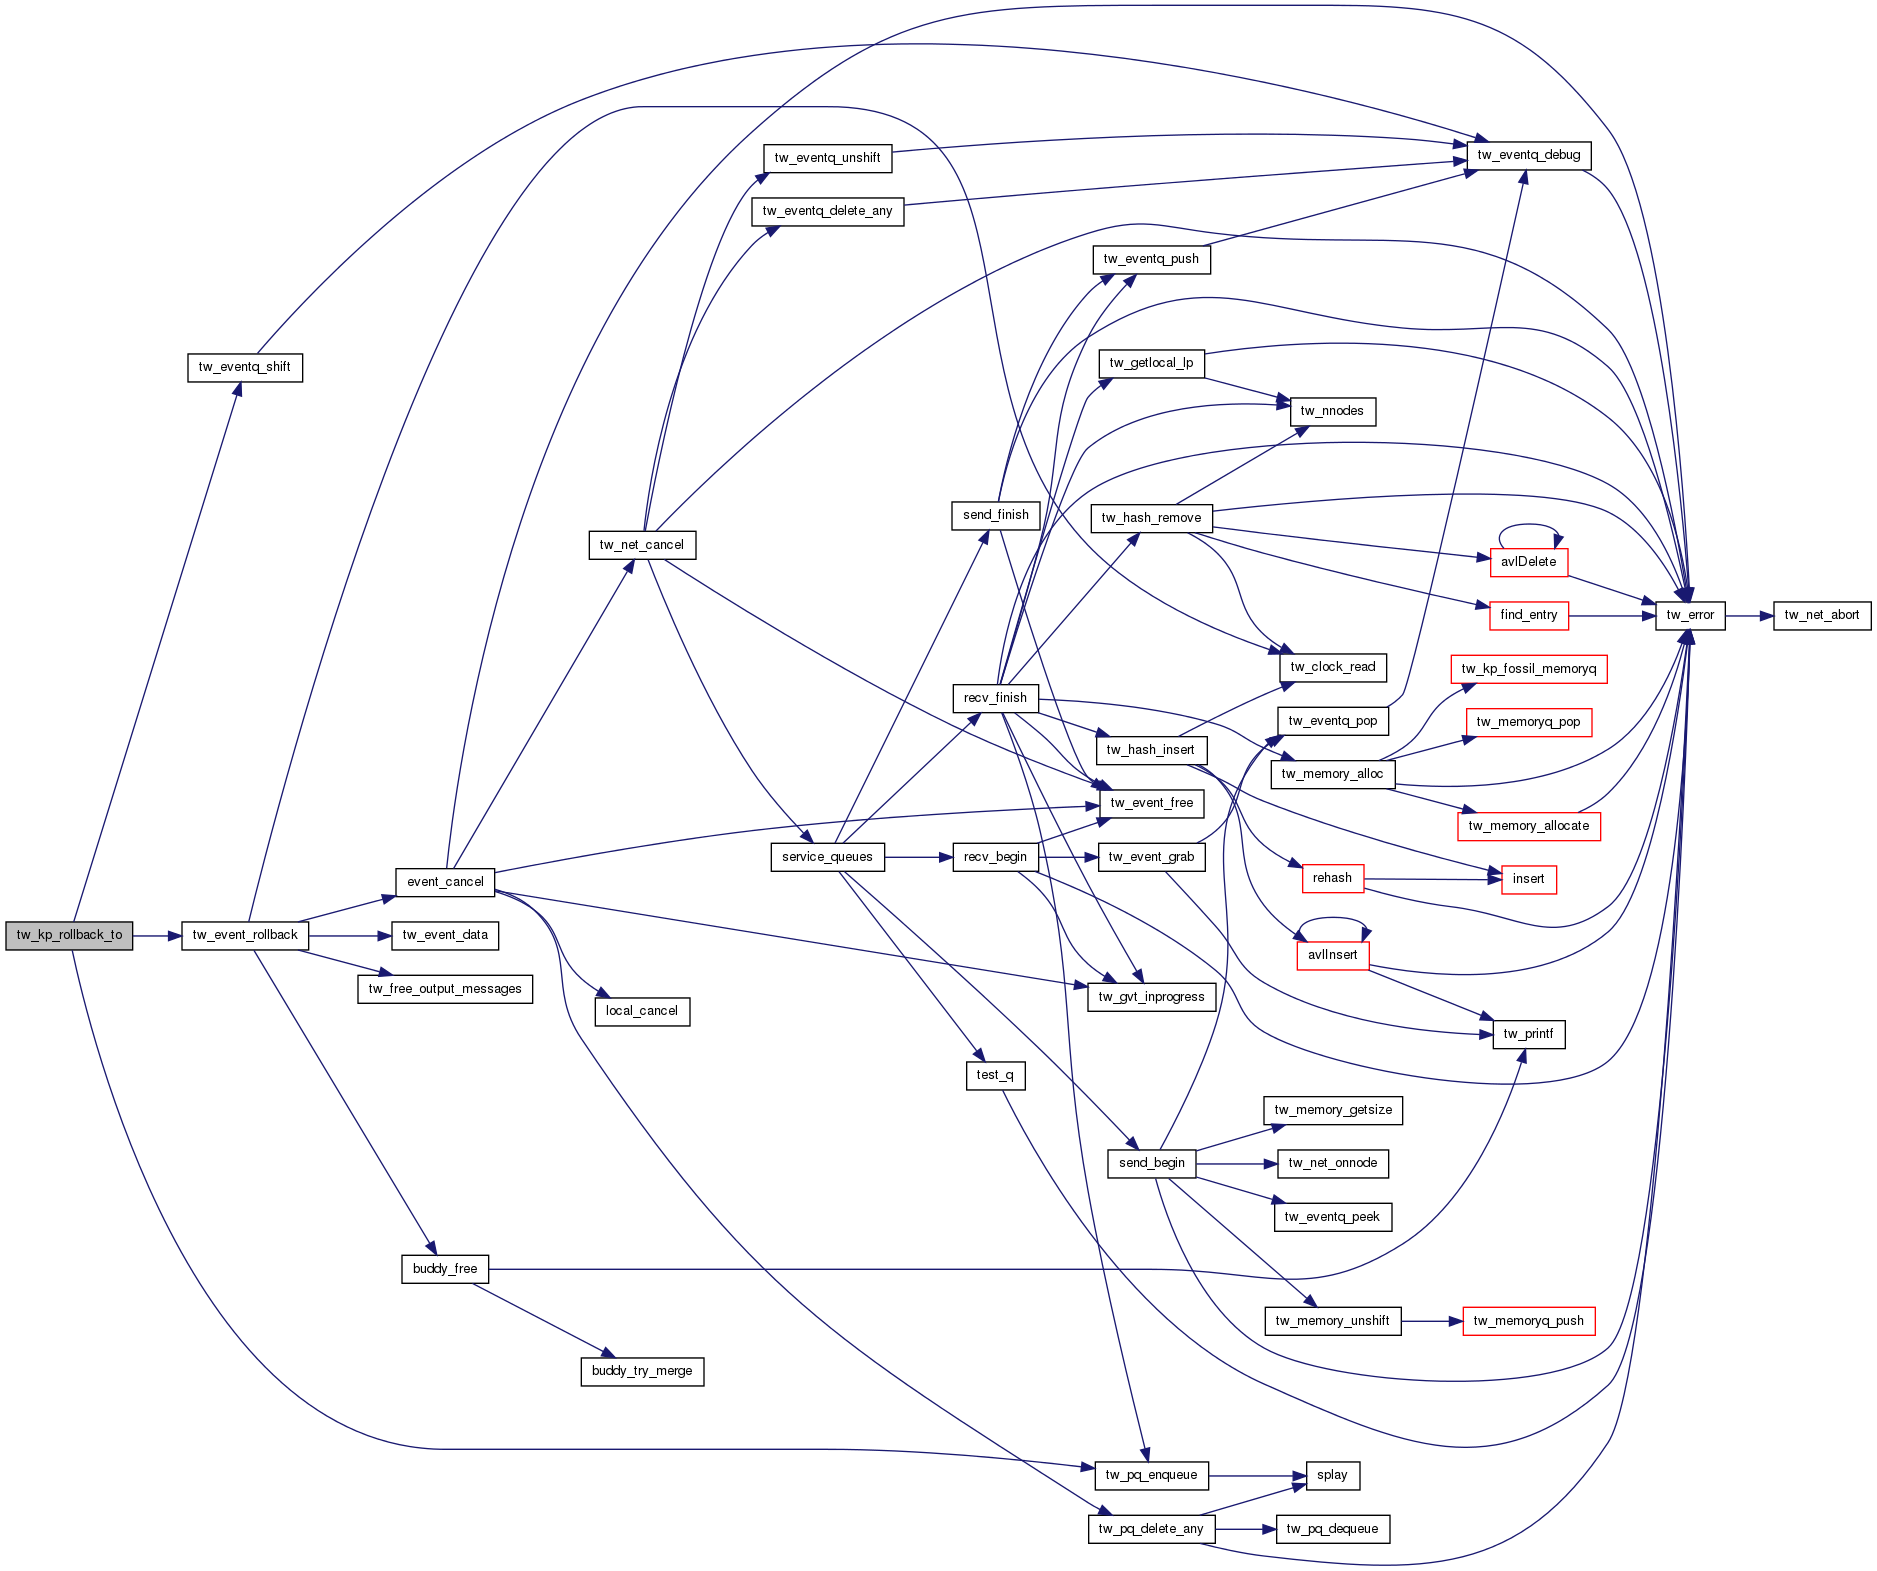 tw_eventq_unshift
tw_eventq_debug
tw_eventq_delete_any
tw_eventq_push
tw_eventq_shift
tw_getlocal_lp
tw_nnodes
send_finish
tw_hash_remove
tw_net_cancel
avlDelete
find_entry
tw_error
tw_net_abort
tw_clock_read
tw_kp_fossil_memoryq
recv_finish
tw_eventq_pop
tw_memoryq_pop
tw_hash_insert
tw_memory_alloc
tw_event_free
tw_memory_allocate
service_queues
recv_begin
tw_event_grab
event_cancel
rehash
insert
tw_kp_rollback_to
tw_event_rollback
tw_event_data
avlInsert
tw_free_output_messages
tw_gvt_inprogress
local_cancel
tw_printf
test_q
tw_memory_getsize
send_begin
tw_net_onnode
tw_eventq_peek
buddy_free
tw_memory_unshift
tw_memoryq_push
buddy_try_merge
tw_pq_enqueue
splay
tw_pq_delete_any
tw_pq_dequeue